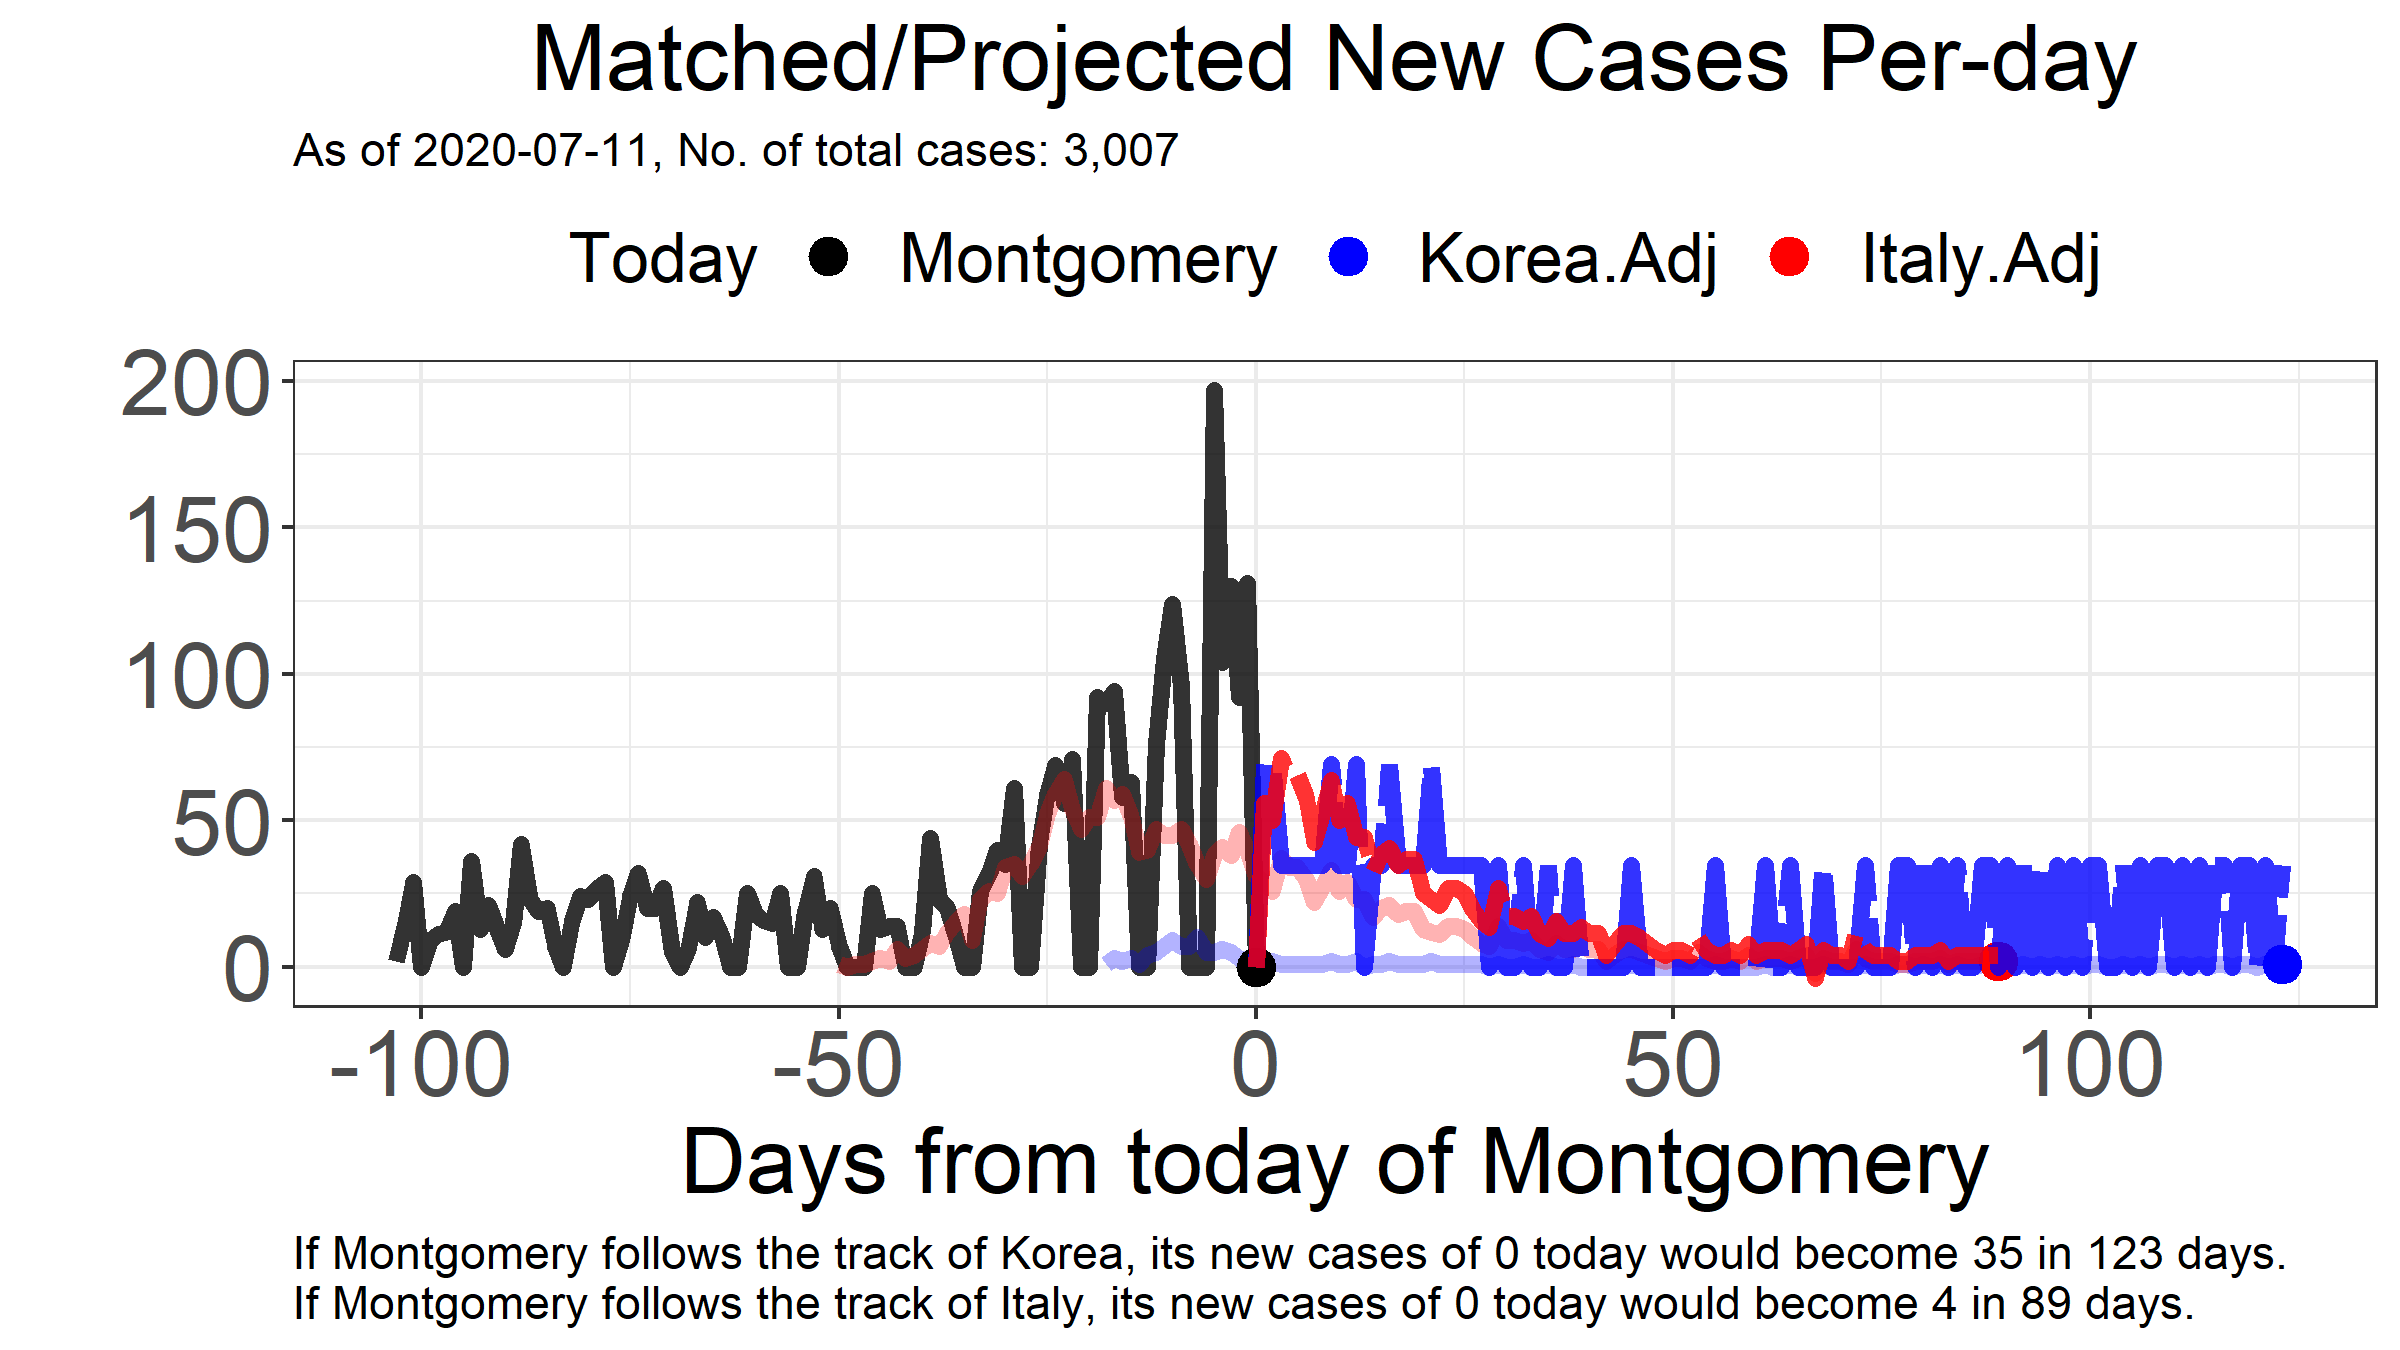 Matched/Projected New Cases Per-day
As of 2020-07-11, No. of total cases: 3,007
Today Montgomery Korea.Adj Italy.Adj
200
150
100
50
0
-100 -50 0 50 100
Days from today of Montgomery
If Montgomery follows the track of Korea, its new cases of 0 today would become 35 in 123 days.
If Montgomery follows the track of Italy, its new cases of 0 today would become 4 in 89 days.